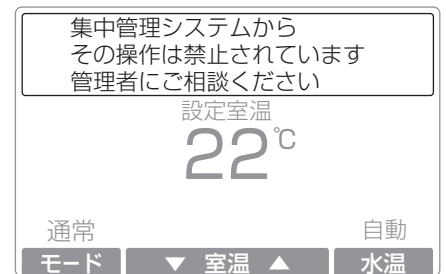 集中管理システムから
その操作は禁止されています
管理者にご相談ください
設定室温
22℃
通常 自動
モード ▼ 室温 ▲ 水温